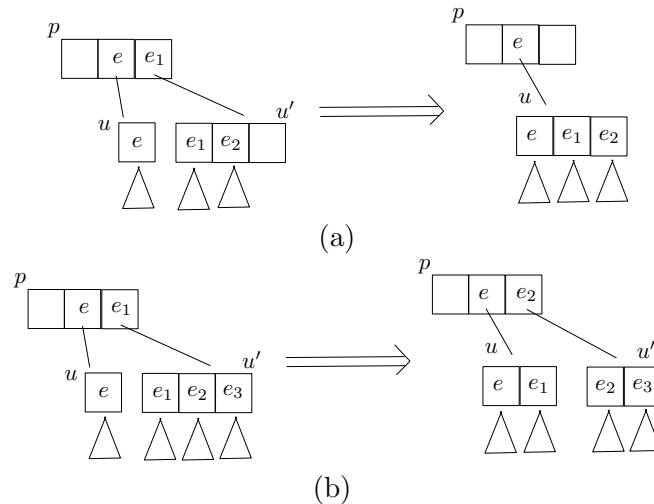 p p
e e₁ e
u u′ u
e e₁ e₂ e e₁ e₂
(a)
p p
e e₁ e e₂
u u′ u u′
e e₁ e₂ e₃ e e₁ e₂ e₃
(b)